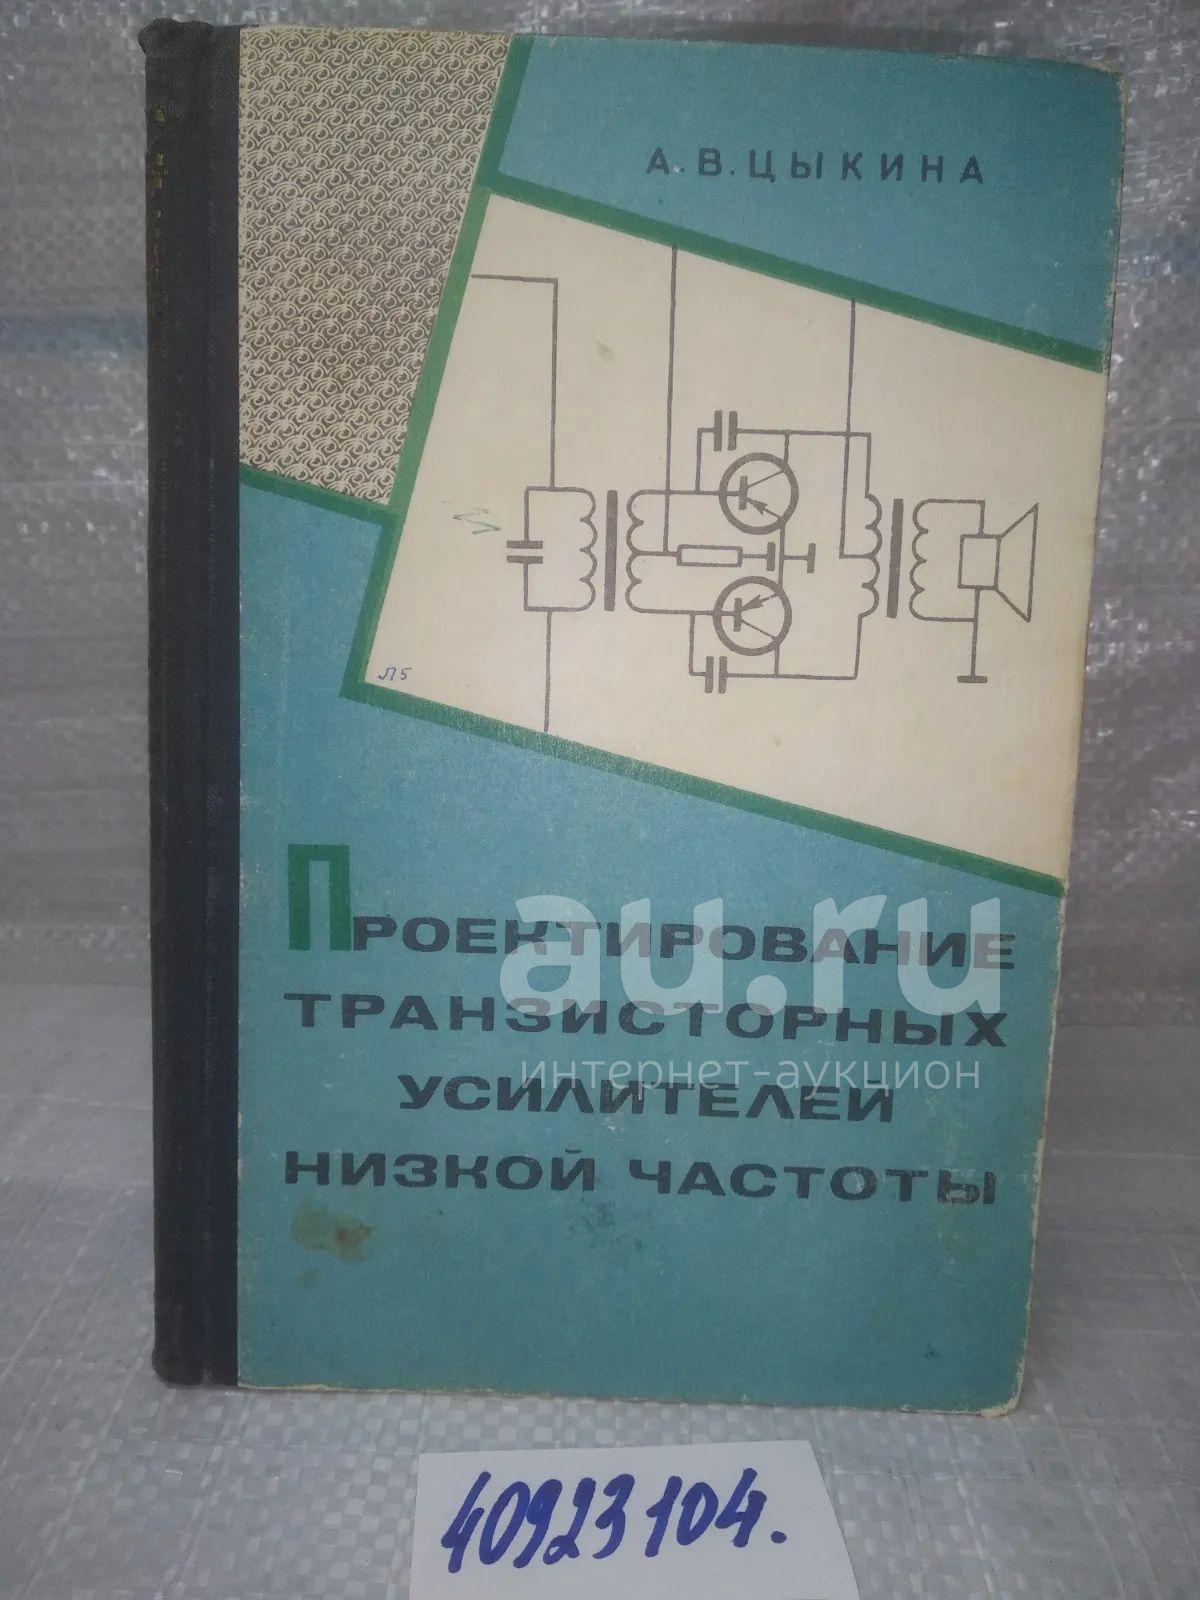 А. В. ЦЫКИНА
Л5
ПРОЕКТИРОВАНИЕ
ТРАНЗИСТОРНЫХ
УСИЛИТЕЛЕЙ
НИЗКОЙ ЧАСТОТЫ
au.ru
интернет-аукцион
40923104.